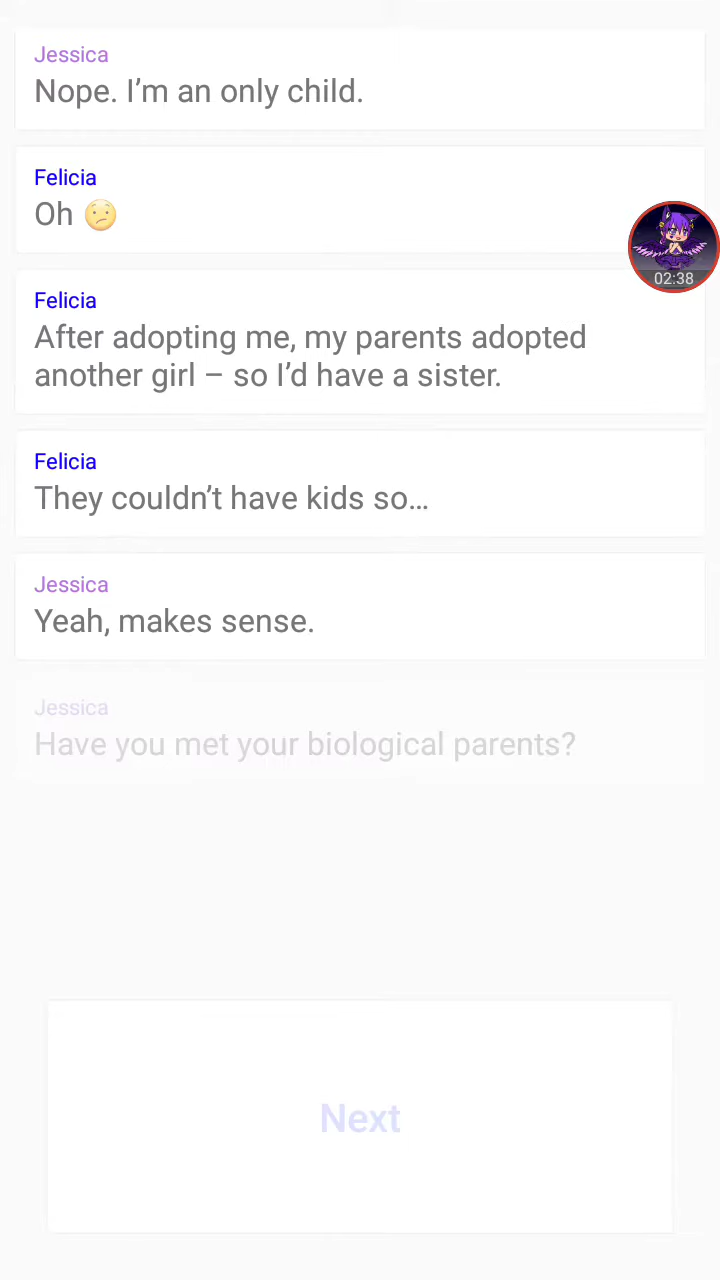 Jessica
Nope. I’m an only child.
Felicia
Oh 😕
02:38
Felicia
After adopting me, my parents adopted
another girl – so I’d have a sister.
Felicia
They couldn’t have kids so…
Jessica
Yeah, makes sense.
Jessica
Have you met your biological parents?
Next